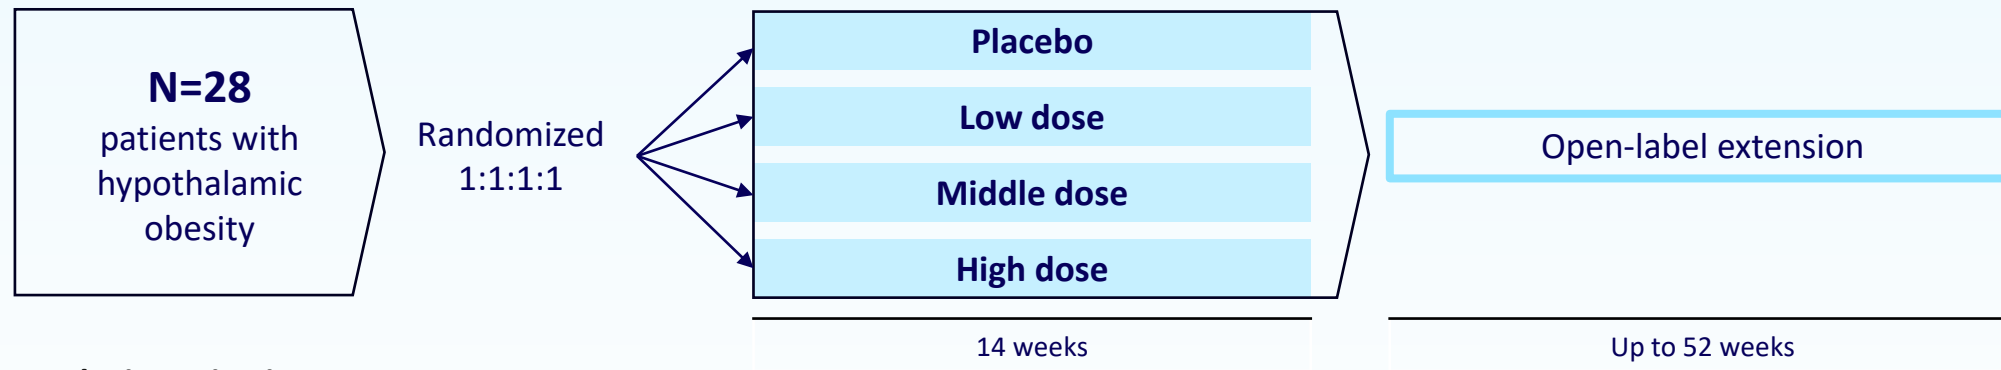 N=28
patients with
hypothalamic
obesity
Randomized
1:1:1:1
Placebo
Low dose
Middle dose
High dose
Open-label extension
14 weeks
Up to 52 weeks